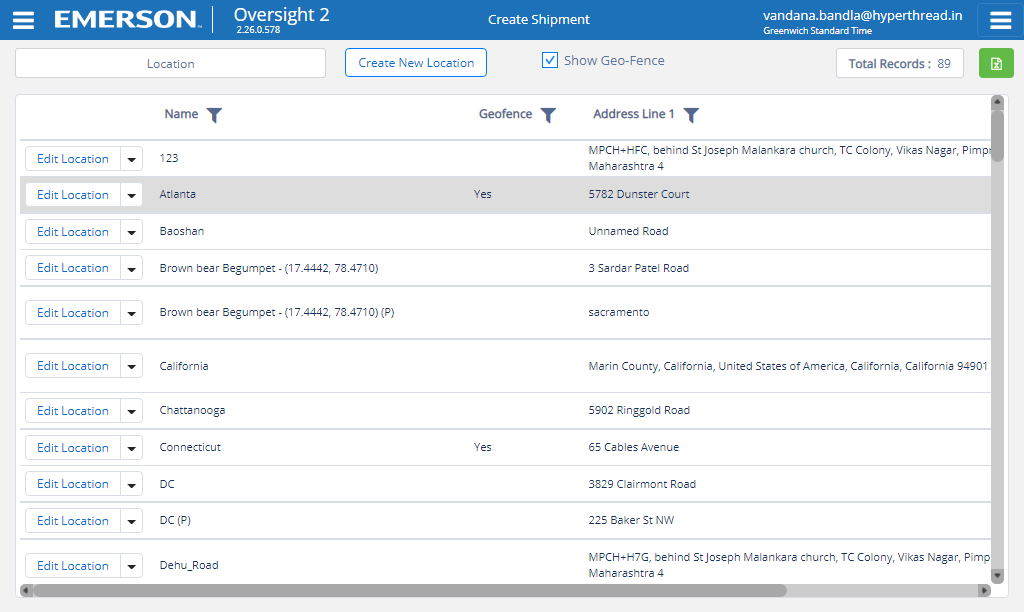 EMERSON. Oversight 2 Create Shipment vandana.bandla@hyperthread.in
2.26.0.578 Greenwich Standard Time
Location Create New Location Show Geo-Fence Total Records : 89
Name Geofence Address Line 1
Edit Location 123 MPCH+HFC, behind St Joseph Malankara church, TC Colony, Vikas Nagar, Pimpr
Maharashtra 4
Edit Location Atlanta Yes 5782 Dunster Court
Edit Location Baoshan Unnamed Road
Edit Location Brown bear Begumpet - (17.4442, 78.4710) 3 Sardar Patel Road
Edit Location Brown bear Begumpet - (17.4442, 78.4710) (P) sacramento
Edit Location California Marin County, California, United States of America, California, California 94901
Edit Location Chattanooga 5902 Ringgold Road
Edit Location Connecticut Yes 65 Cables Avenue
Edit Location DC 3829 Clairmont Road
Edit Location DC (P) 225 Baker St NW
Edit Location Dehu_Road MPCH+H7G, behind St Joseph Malankara church, TC Colony, Vikas Nagar, Pimp
Maharashtra 4